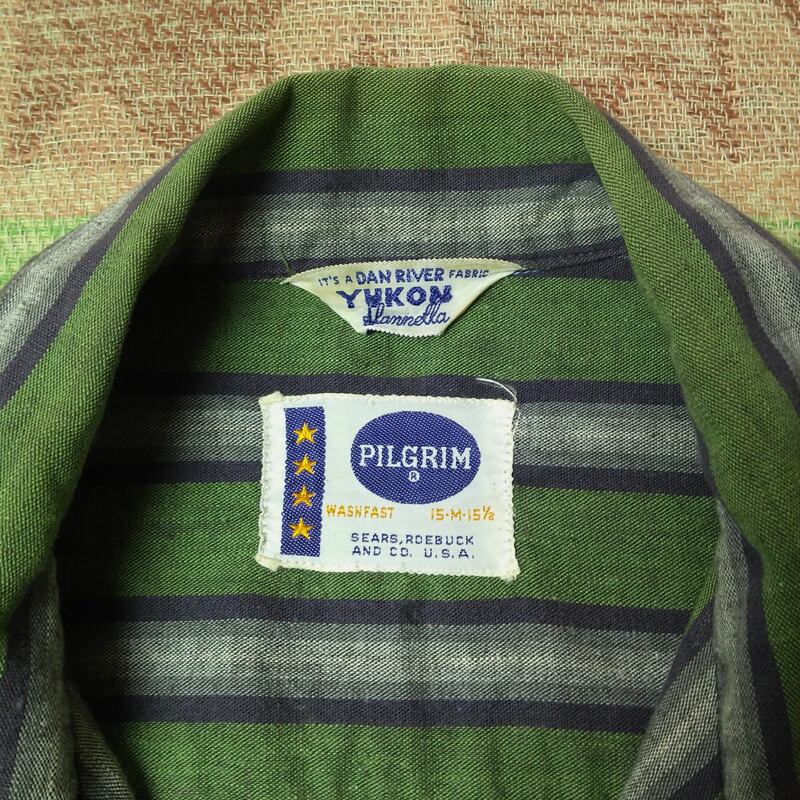 IT'S A DAN RIVER FABRIC
YUKON
Flannella
PILGRIM
®
WASHFAST 15-M-15½
SEARS, ROEBUCK
AND CO. U.S.A.